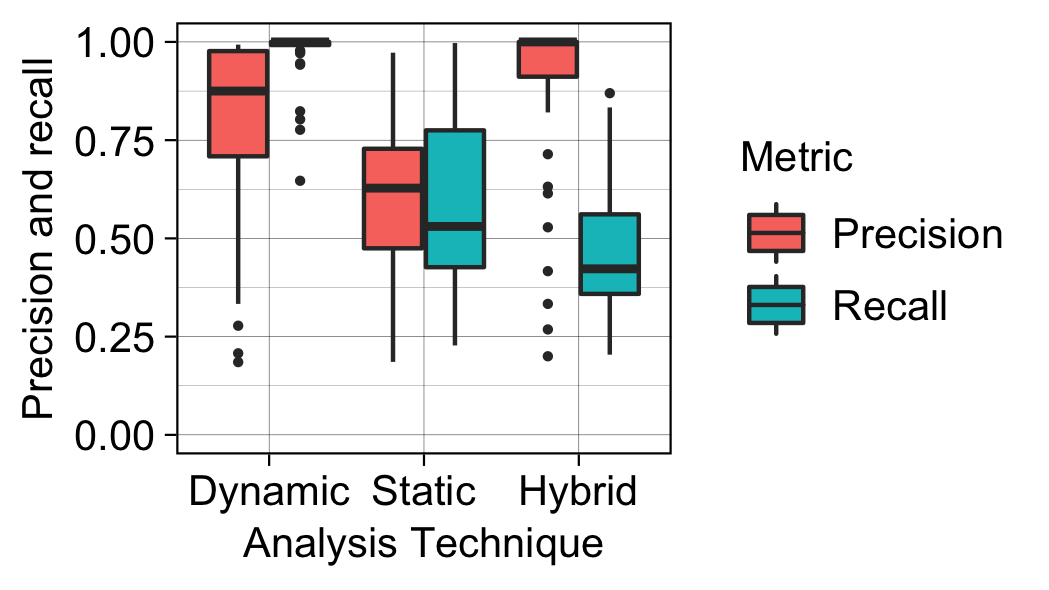 Precision and recall
1.00
0.75
0.50
0.25
0.00
Dynamic Static Hybrid
Analysis Technique
Metric
Precision
Recall